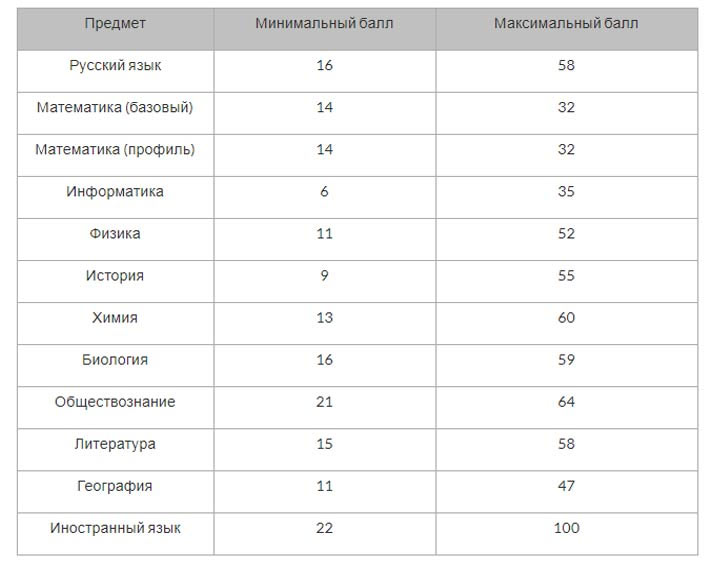 Предмет Минимальный балл Максимальный балл
Русский язык 16 58
Математика (базовый) 14 32
Математика (профиль) 14 32
Информатика 6 35
Физика 11 52
История 9 55
Химия 13 60
Биология 16 59
Обществознание 21 64
Литература 15 58
География 11 47
Иностранный язык 22 100